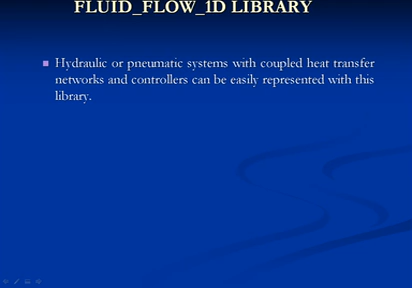 FLUID_FLOW_1D LIBRARY
Hydraulic or pneumatic systems with coupled heat transfer
networks and controllers can be easily represented with this
library.